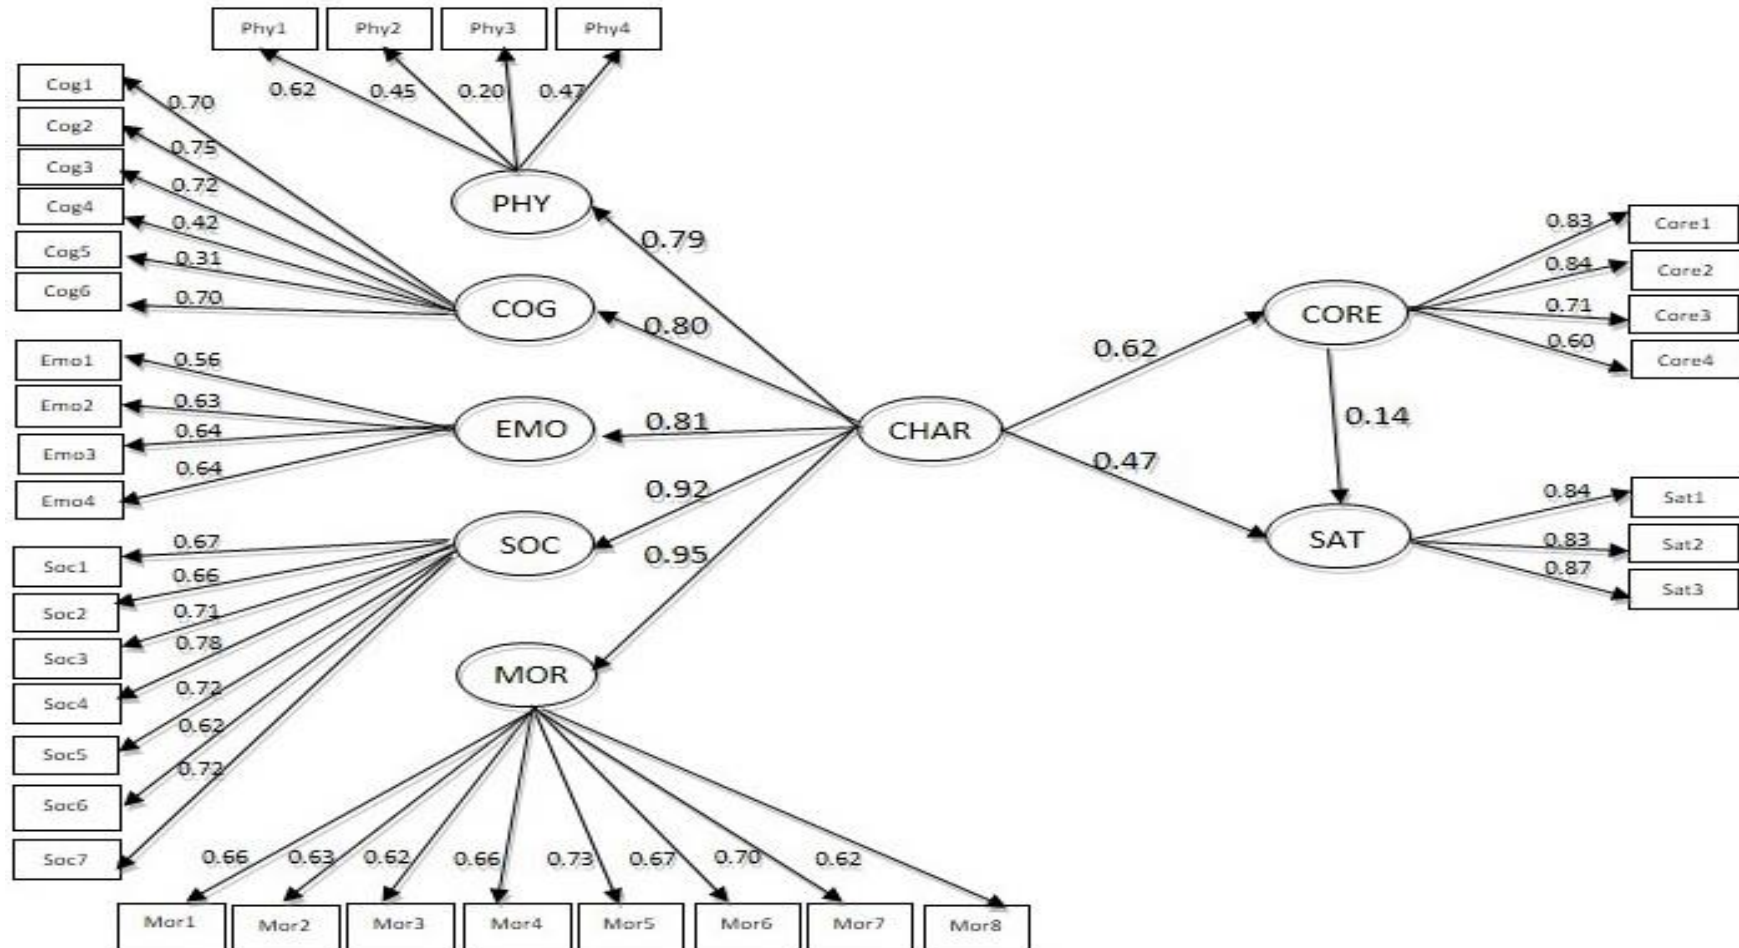 Phy1 Phy2 Phy3 Phy4
0.62 0.45 0.20 0.47
Cog1
Cog2
Cog3
Cog4
Cog5
Cog6
0.70
0.75
0.72
0.42
0.31
0.70
Emo1
Emo2
Emo3
Emo4
0.56
0.63
0.64
0.64
Soc1
Soc2
Soc3
Soc4
Soc5
Soc6
Soc7
0.67
0.66
0.71
0.78
0.72
0.62
0.72
PHY
COG
EMO
SOC
MOR
0.79
0.80
0.81
0.92
0.95
CHAR
0.62
0.47
CORE
0.14
SAT
0.83
0.84
0.71
0.60
Core1
Core2
Core3
Core4
0.84
0.83
0.87
Sat1
Sat2
Sat3
0.66 0.63 0.62 0.66 0.73 0.67 0.70 0.62
Mor1 Mor2 Mor3 Mor4 Mor5 Mor6 Mor7 Mor8